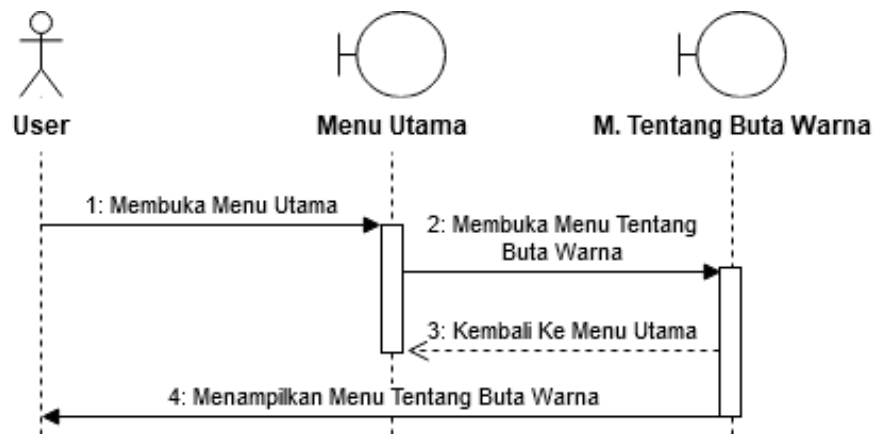 User
Menu Utama
M. Tentang Buta Warna
1: Membuka Menu Utama
2: Membuka Menu Tentang
Buta Warna
3: Kembali Ke Menu Utama
4: Menampilkan Menu Tentang Buta Warna